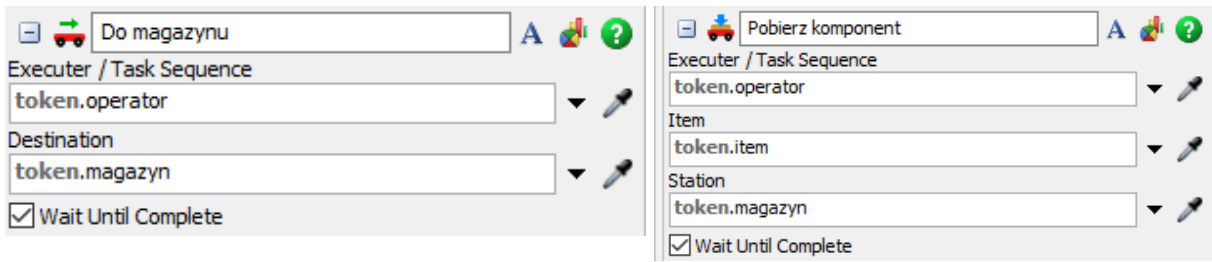 Do magazynu
A
?
Executer / Task Sequence
token.operator
Destination
token.magazyn
Wait Until Complete
Pobierz komponent
A
?
Executer / Task Sequence
token.operator
Item
token.item
Station
token.magazyn
Wait Until Complete